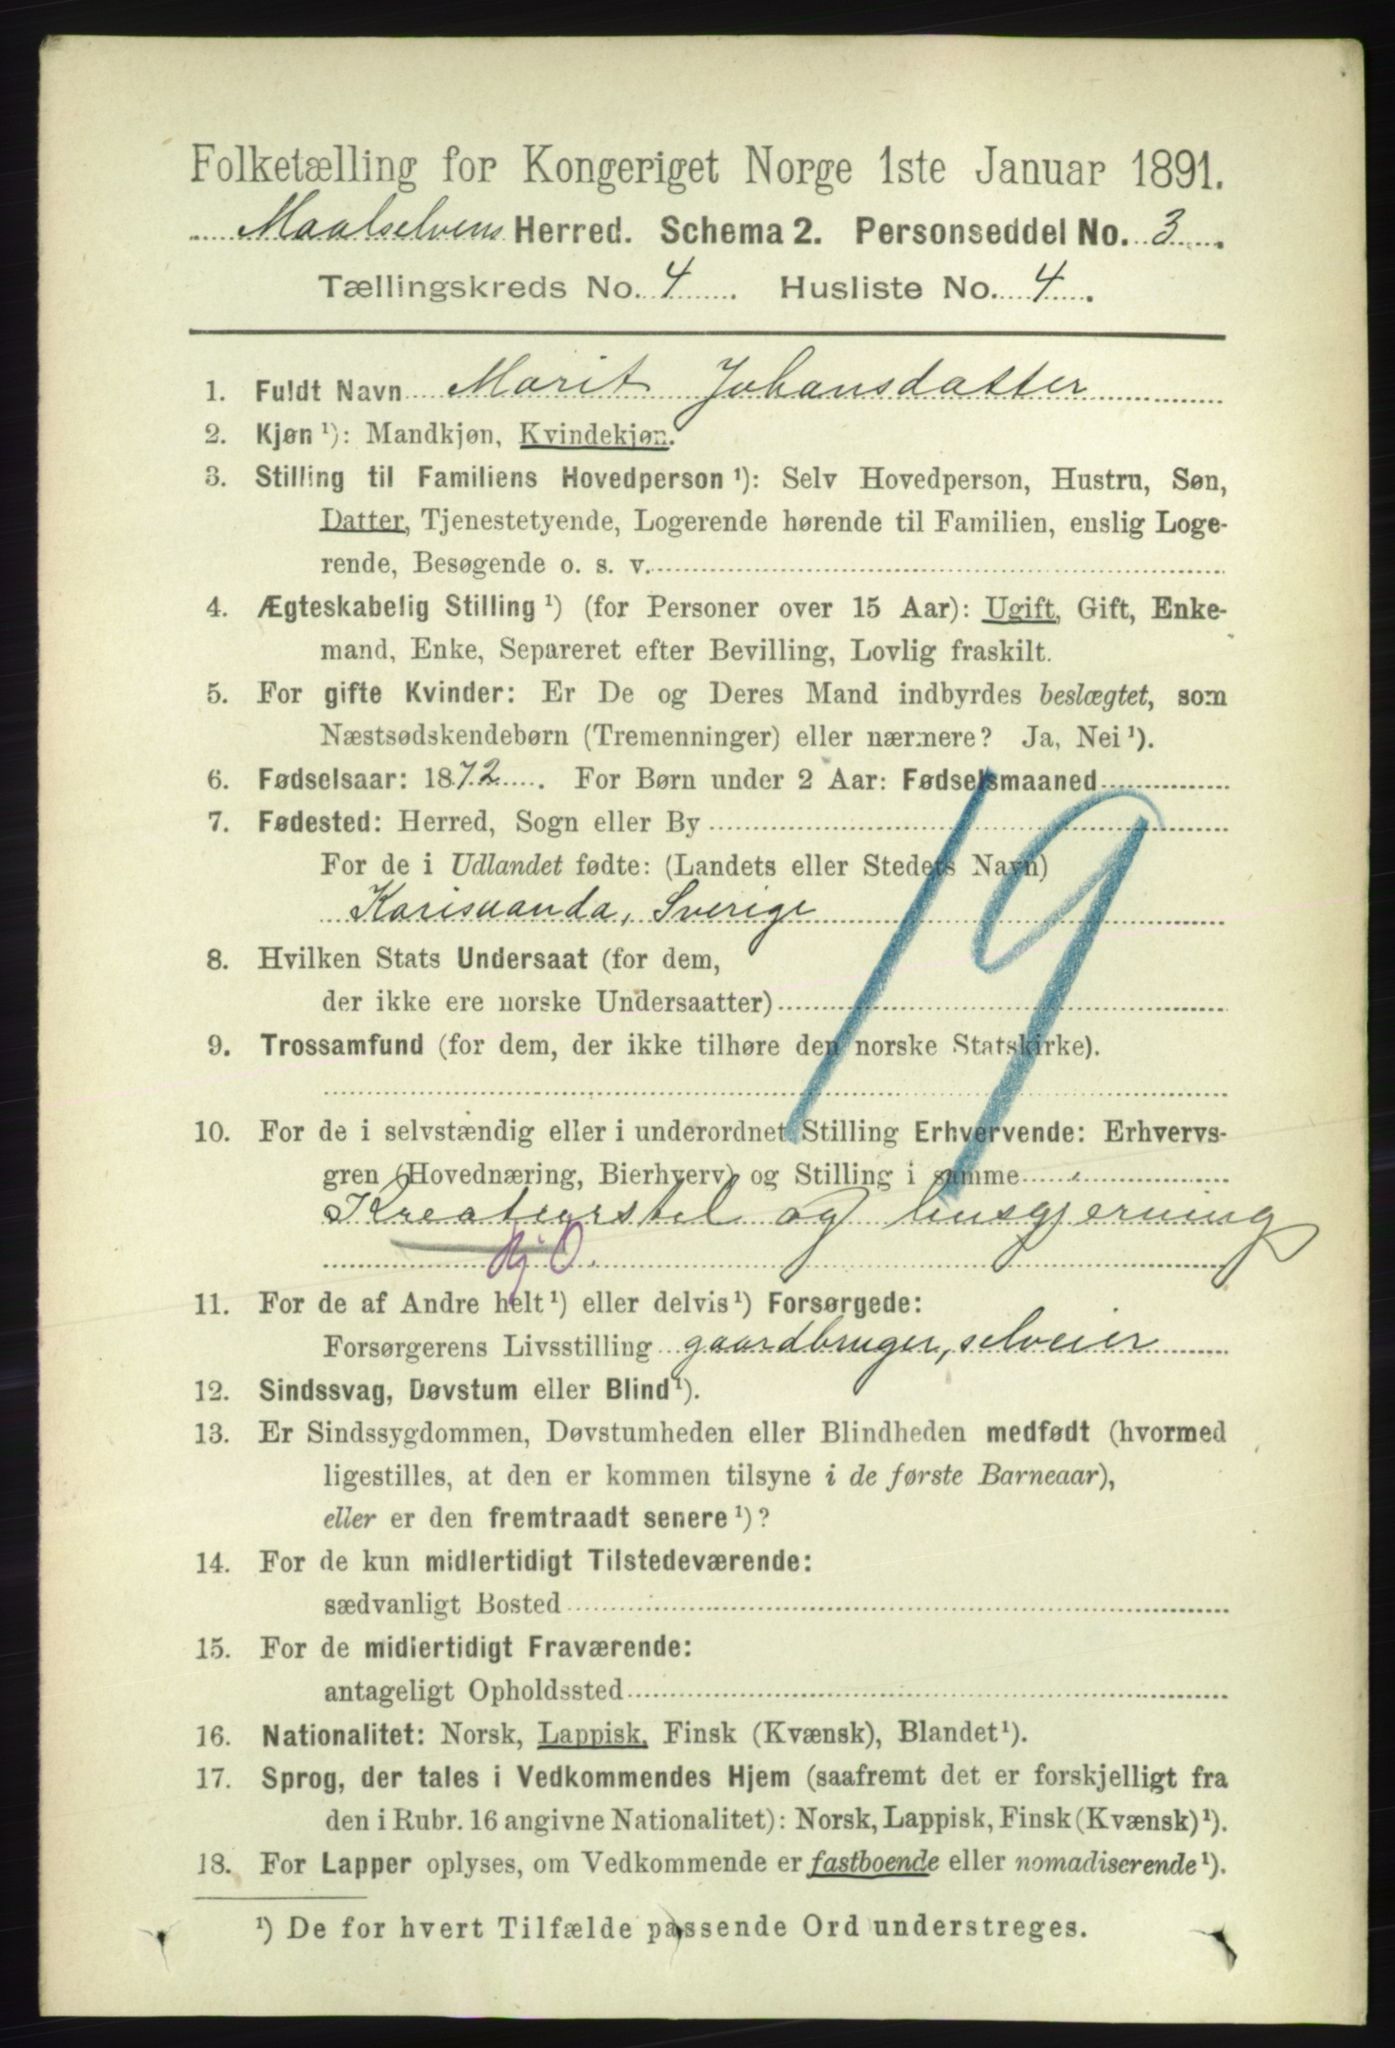 Folketælling for Kongeriget Norge 1ste Januar 1891.
Maalselvens Herred. Schema 2. Personseddel No. 3.
Tællingskreds No. 4. Husliste No. 4.
1. Fuldt Navn Marit Johansdatter
2. Kjøn ¹): Mandkjøn, Kvindekjøn.
3. Stilling til Familiens Hovedperson ¹): Selv Hovedperson, Hustru, Søn,
Datter, Tjenestetyende, Logerende hørende til Familien, enslig Loge-
rende, Besøgende o. s. v.
4. Ægteskabelig Stilling ¹) (for Personer over 15 Aar): Ugift, Gift, Enke-
mand, Enke, Separeret efter Bevilling, Lovlig fraskilt.
5. For gifte Kvinder: Er De og Deres Mand indbyrdes beslægtet, som
Næstsødskendebørn (Tremenninger) eller nærmere? Ja, Nei ¹).
6. Fødselsaar: 1872. For Børn under 2 Aar: Fødselsmaaned
7. Fødested: Herred, Sogn eller By
For de i Udlandet fødte: (Landets eller Stedets Navn)
Karisuanda, Sverige
19
8. Hvilken Stats Undersaat (for dem,
der ikke ere norske Undersaatter)
9. Trossamfund (for dem, der ikke tilhøre den norske Statskirke).
10. For de i selvstændig eller i underordnet Stilling Erhvervende: Erhvervs-
gren (Hovednæring, Bierhverv) og Stilling i samme
Kreaturstel og husgjerning
11. For de af Andre helt ¹) eller delvis ¹) Forsørgede:
Forsørgerens Livsstilling gaardbruger, selveier
12. Sindssvag, Døvstum eller Blind ¹).
13. Er Sindssygdommen, Døvstumheden eller Blindheden medfødt (hvormed
ligestilles, at den er kommen tilsyne i de første Barneaar),
eller er den fremtraadt senere ¹)?
14. For de kun midlertidigt Tilstedeværende:
sædvanligt Bosted
15. For de midlertidigt Fraværende:
antageligt Opholdssted
16. Nationalitet: Norsk, Lappisk, Finsk (Kvænsk), Blandet ¹).
17. Sprog, der tales i Vedkommendes Hjem (saafremt det er forskjelligt fra
den i Rubr. 16 angivne Nationalitet): Norsk, Lappisk, Finsk (Kvænsk) ¹).
18. For Lapper oplyses, om Vedkommende er fastboende eller nomadiserende ¹).
¹) De for hvert Tilfælde passende Ord understreges.